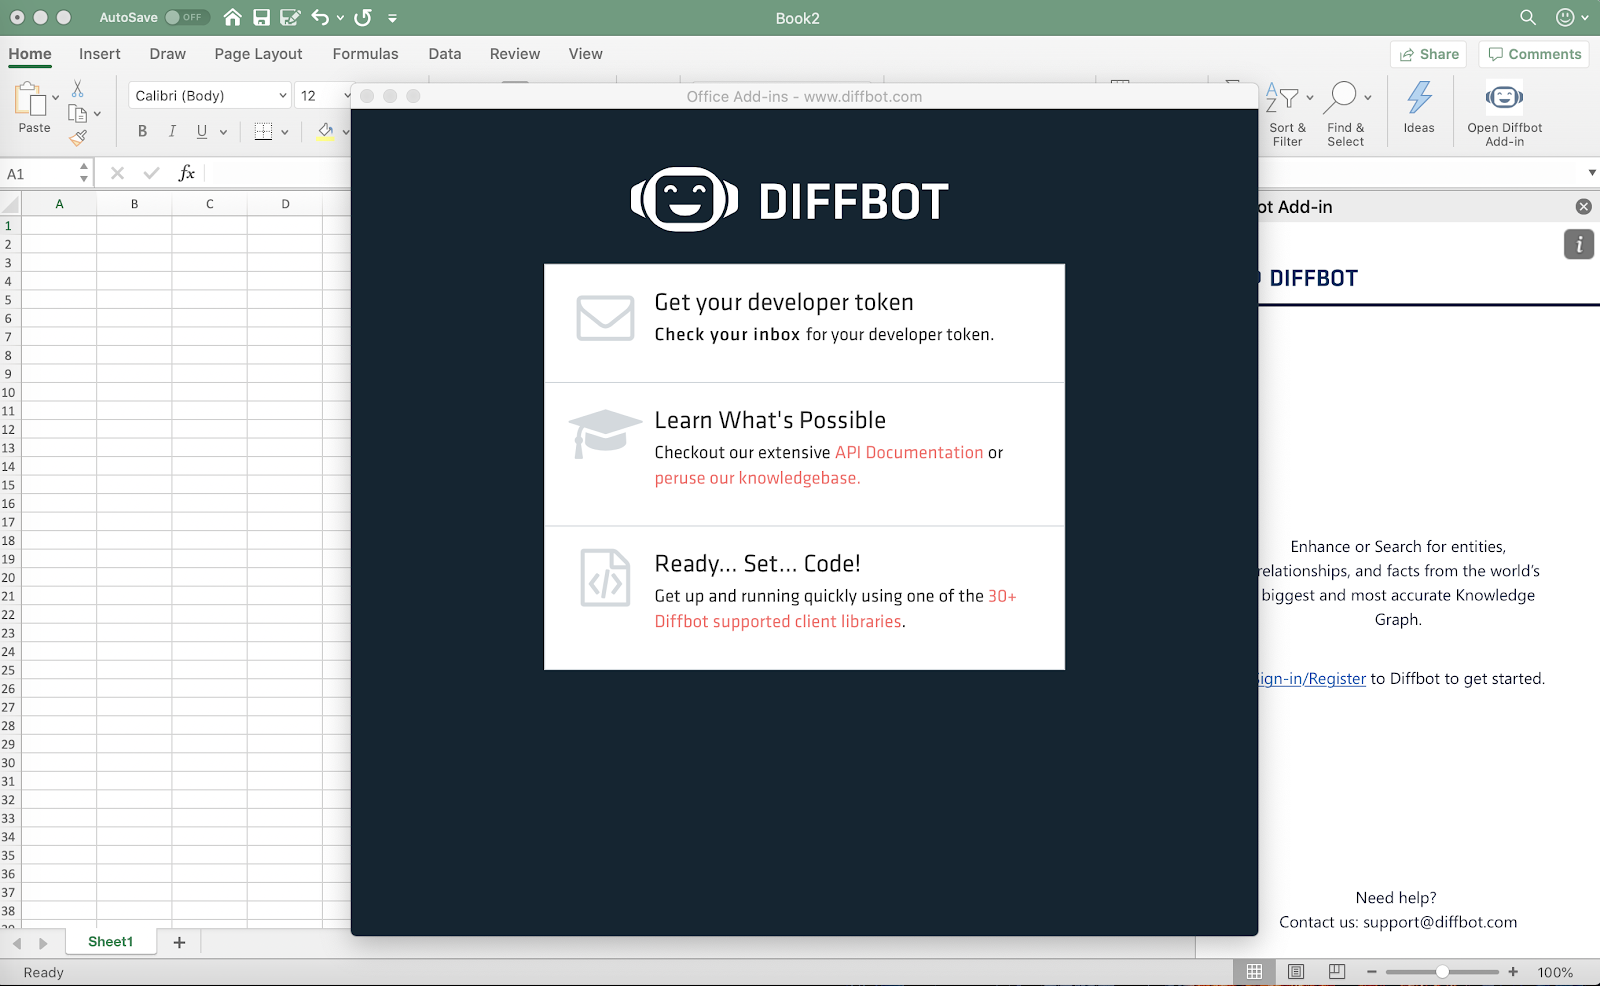 AutoSave OFF
Book2
Home Insert Draw Page Layout Formulas Data Review View
Share Comments
Paste
Calibri (Body) 12
B I U
A Z
Sort & Filter
Find & Select
Ideas
Open Diffbot Add-in
A1 fx
Office Add-ins - www.diffbot.com
DIFFBOT
Get your developer token
Check your inbox for your developer token.
Learn What's Possible
Checkout our extensive API Documentation or
peruse our knowledgebase.
Ready... Set... Code!
Get up and running quickly using one of the 30+
Diffbot supported client libraries.
ot Add-in
i
DIFFBOT
Enhance or Search for entities,
relationships, and facts from the world's
biggest and most accurate Knowledge
Graph.
ign-in/Register to Diffbot to get started.
Need help?
Contact us: support@diffbot.com
A B C D
1
2
3
4
5
6
7
8
9
10
11
12
13
14
15
16
17
18
19
20
21
22
23
24
25
26
27
28
29
30
31
32
33
34
35
36
37
38
Sheet1
Ready
100%